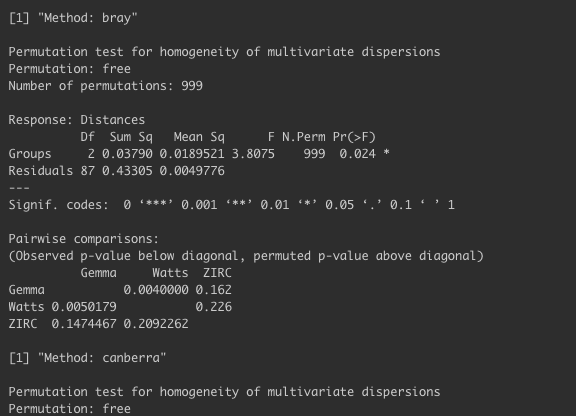 [1] "Method: bray"
Permutation test for homogeneity of multivariate dispersions
Permutation: free
Number of permutations: 999
Response: Distances
          Df  Sum Sq   Mean Sq      F N.Perm Pr(>F)
Groups     2 0.03790 0.0189521 3.8075    999  0.024 *
Residuals 87 0.43305 0.0049776
---
Signif. codes:  0 ‘***’ 0.001 ‘**’ 0.01 ‘*’ 0.05 ‘.’ 0.1 ‘ ’ 1
Pairwise comparisons:
(Observed p-value below diagonal, permuted p-value above diagonal)
          Gemma     Watts  ZIRC
Gamma           0.0040000 0.162
Watts 0.0050179           0.226
ZIRC  0.1474467 0.2092262
[1] "Method: canberra"
Permutation test for homogeneity of multivariate dispersions
Permutation: free